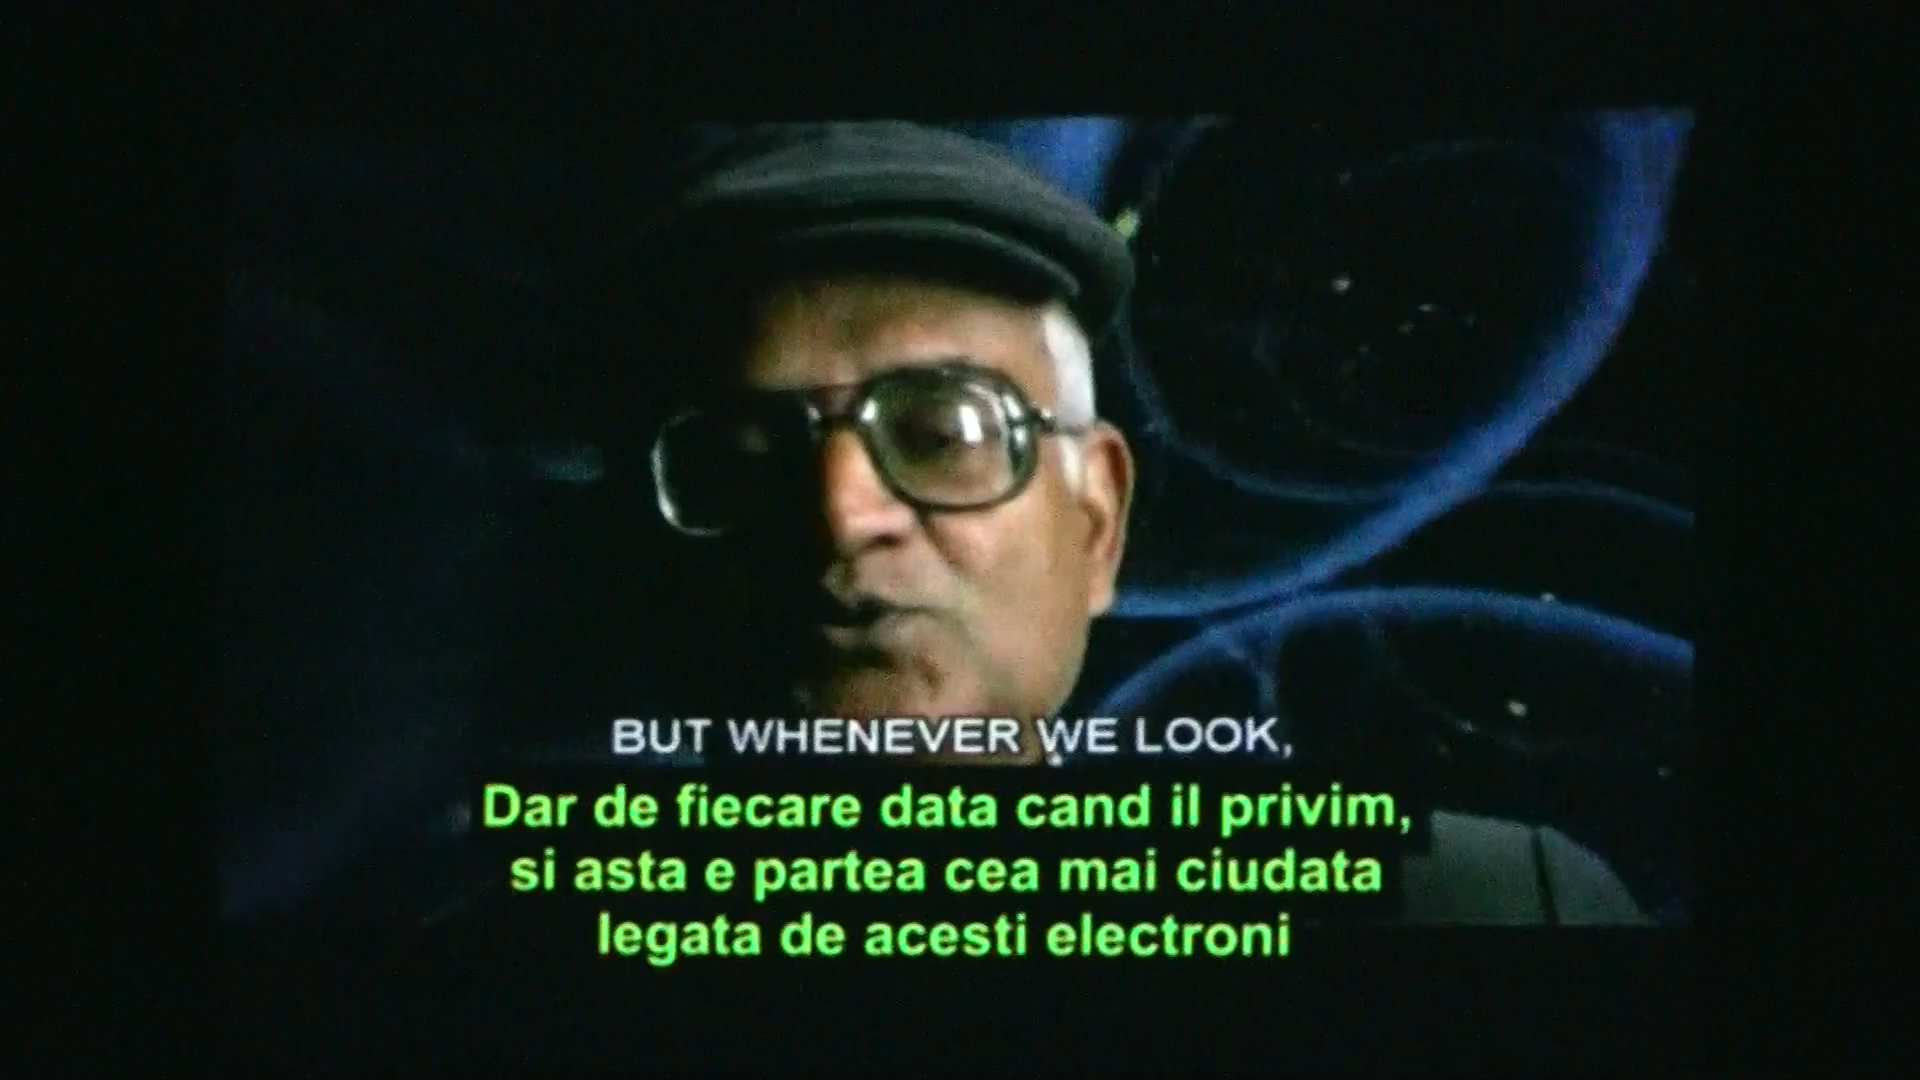 BUT WHENEVER WE LOOK,
Dar de fiecare data cand il privim,
si asta e partea cea mai ciudata
legata de acesti electroni